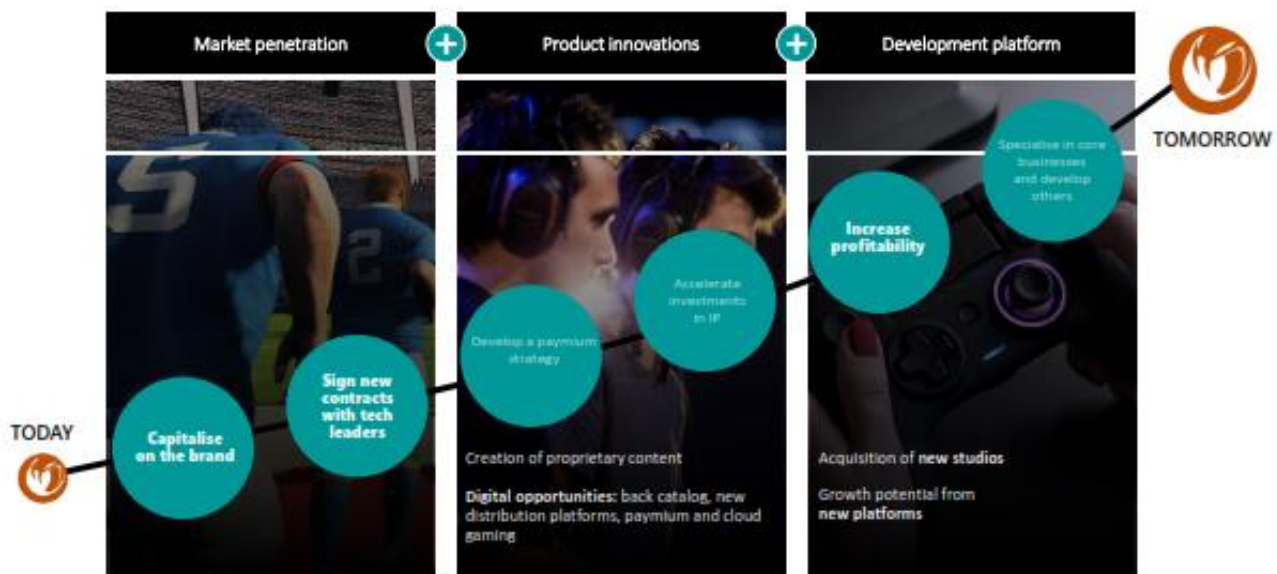 Market penetration
Product innovations
Development platform
TOMORROW
Specialise in core
businesses
and develop
others
Increase
profitability
Accelerate
investments
in IP
Develop a paymium
strategy
Sign new
contracts
with tech
leaders
TODAY
Capitalise
on the brand
5
2
Creation of proprietary content
Digital opportunities: back catalog, new
distribution platforms, paymium and cloud
gaming
Acquisition of new studios
Growth potential from
new platforms